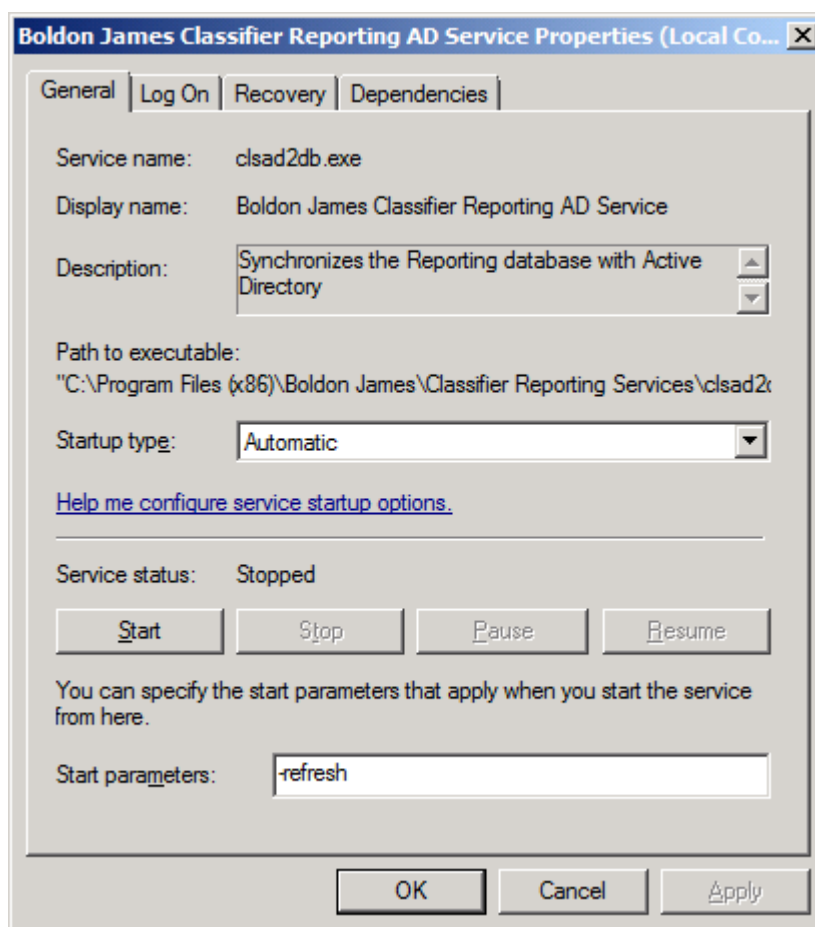 Boldon James Classifier Reporting AD Service Properties (Local Co...
General Log On Recovery Dependencies
Service name: clsad2db.exe
Display name: Boldon James Classifier Reporting AD Service
Description: Synchronizes the Reporting database with Active
Directory
Path to executable:
"C:\Program Files (x86)\Boldon James\Classifier Reporting Services\clsad2d
Startup type: Automatic
Help me configure service startup options.
Service status: Stopped
Start Stop Pause Resume
You can specify the start parameters that apply when you start the service
from here.
Start parameters: -refresh
OK Cancel Apply